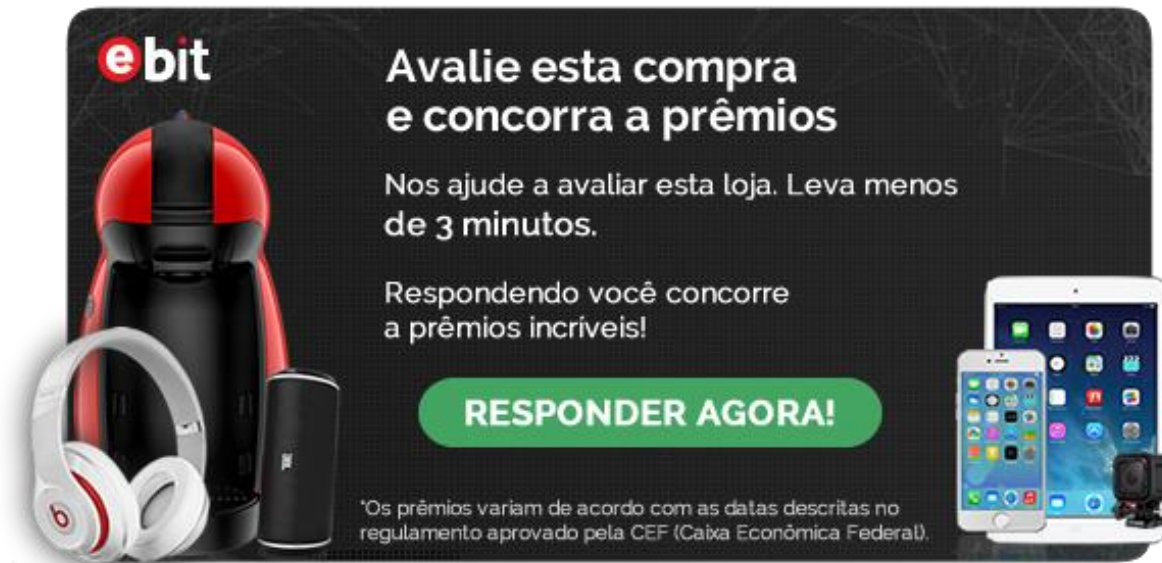 ebit
Avalie esta compra
e concorra a prêmios
Nos ajude a avaliar esta loja. Leva menos
de 3 minutos.
Respondendo você concorre
a prêmios incríveis!
RESPONDER AGORA!
*Os prêmios variam de acordo com as datas descritas no
regulamento aprovado pela CEF (Caixa Econômica Federal).
b
JBL